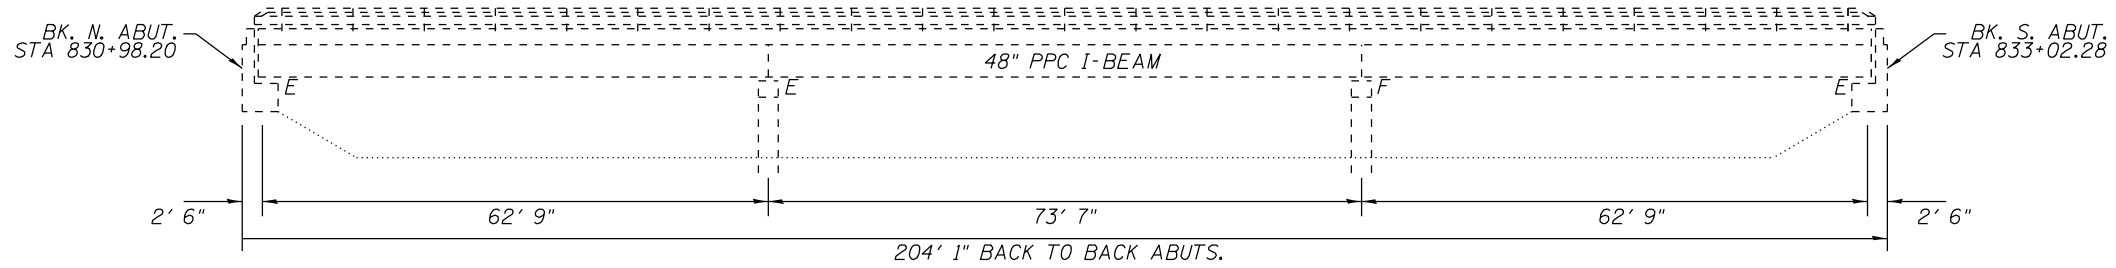 BK. N. ABUT.
STA 830+98.20
BK. S. ABUT.
STA 833+02.28
48" PPC I-BEAM
E
E
F
E
2' 6"
62' 9"
73' 7"
62' 9"
2' 6"
204' 1" BACK TO BACK ABUTS.